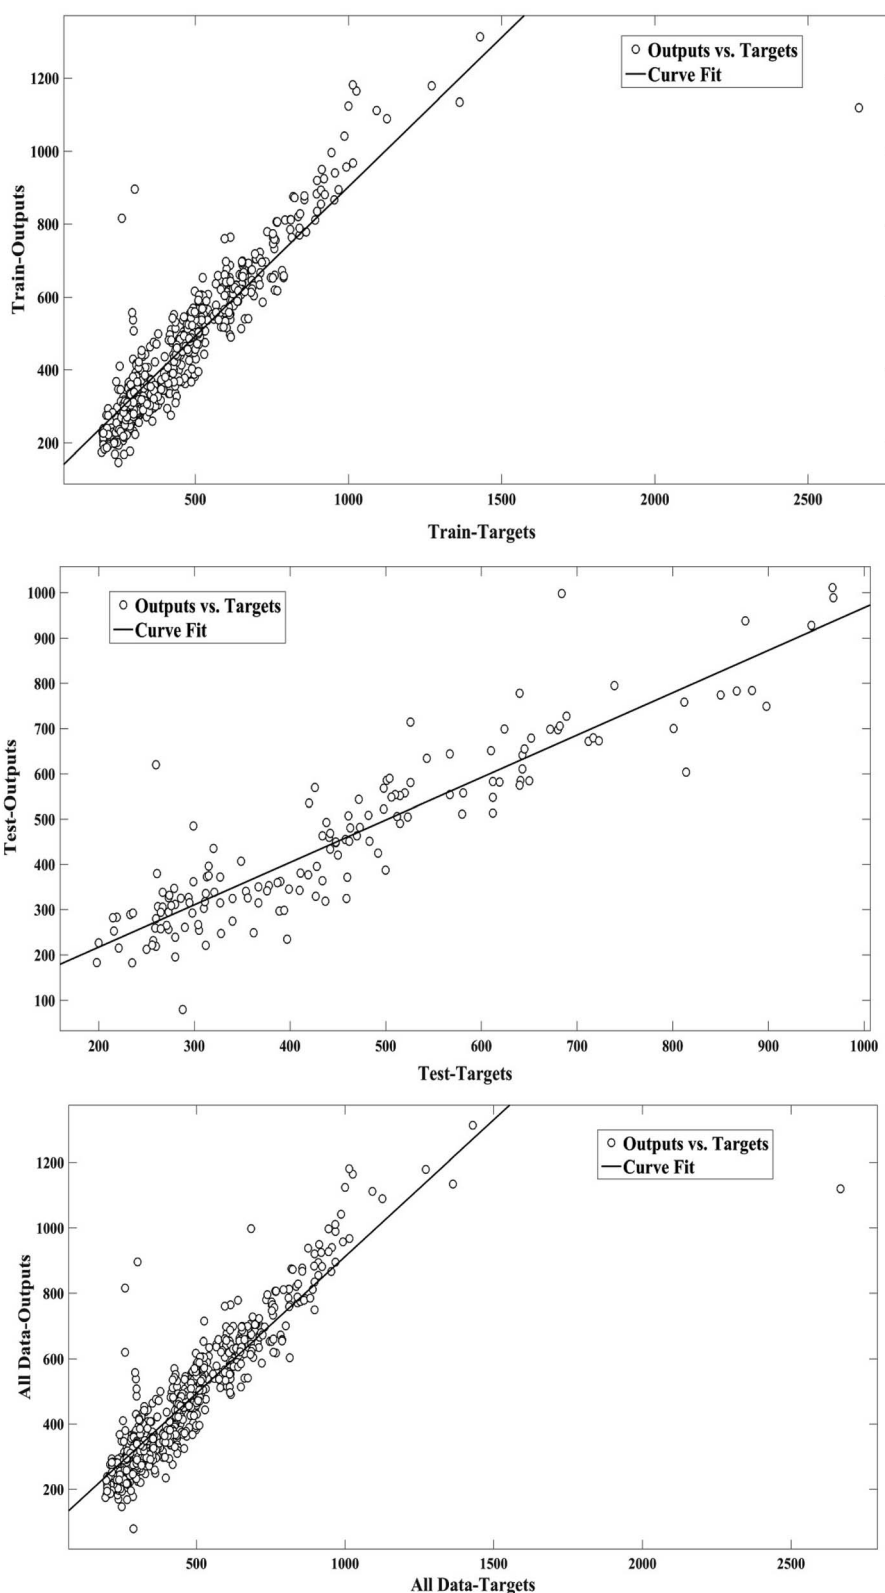 Outputs vs. Targets
Curve Fit
Train-Outputs
1200
1000
800
600
400
200
500 1000 1500 2000 2500
Train-Targets
Outputs vs. Targets
Curve Fit
Test-Outputs
1000
900
800
700
600
500
400
300
200
100
200 300 400 500 600 700 800 900 1000
Test-Targets
Outputs vs. Targets
Curve Fit
All Data-Outputs
1200
1000
800
600
400
200
500 1000 1500 2000 2500
All Data-Targets